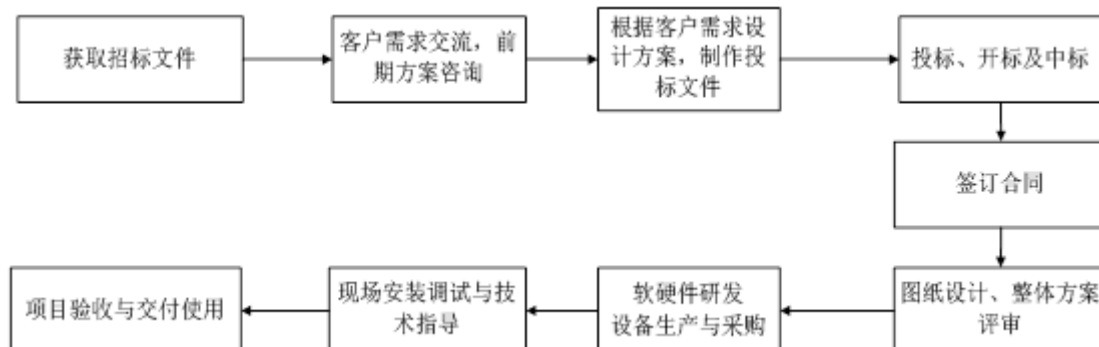 获取招标文件
客户需求交流，前
期方案咨询
根据客户需求设
计方案，制作投
标文件
投标、开标及中标
签订合同
图纸设计、整体方案
评审
软硬件研发
设备生产与采购
现场安装调试与技
术指导
项目验收与交付使用